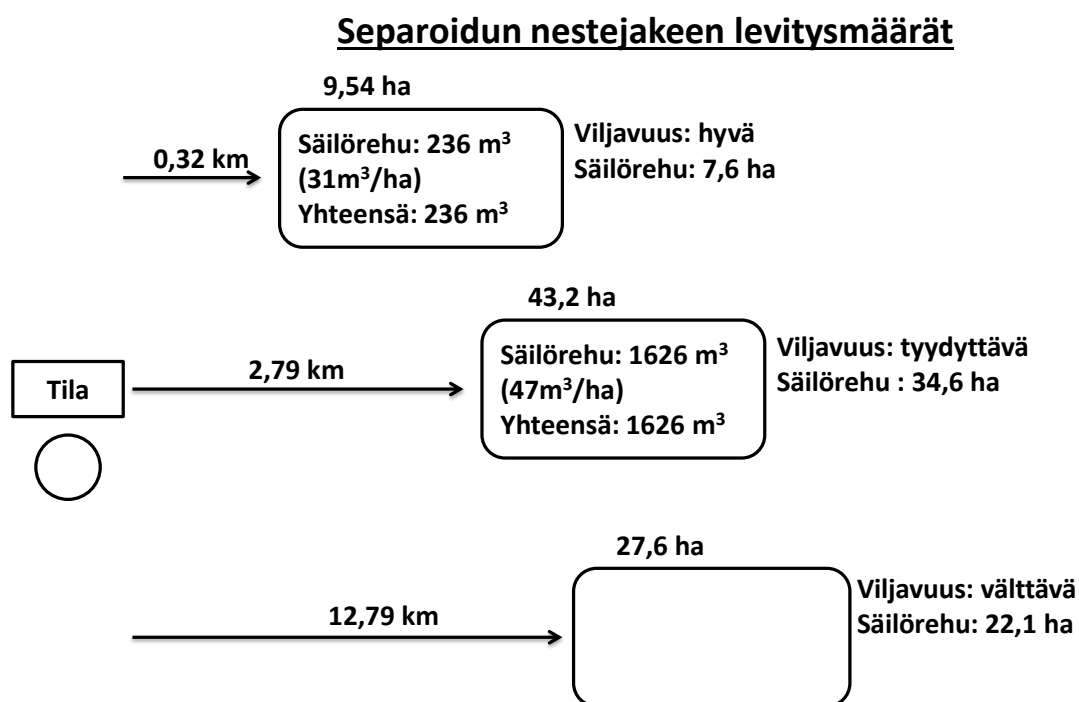 Separoidun nestejakeen levitysmäärät
9,54 ha
0,32 km
Säilörehu: 236 m³
(31m³/ha)
Yhteensä: 236 m³
Viljavuus: hyvä
Säilörehu: 7,6 ha
43,2 ha
Tila
2,79 km
Säilörehu: 1626 m³
(47m³/ha)
Yhteensä: 1626 m³
Viljavuus: tyydyttävä
Säilörehu : 34,6 ha
27,6 ha
12,79 km
Viljavuus: välttävä
Säilörehu: 22,1 ha